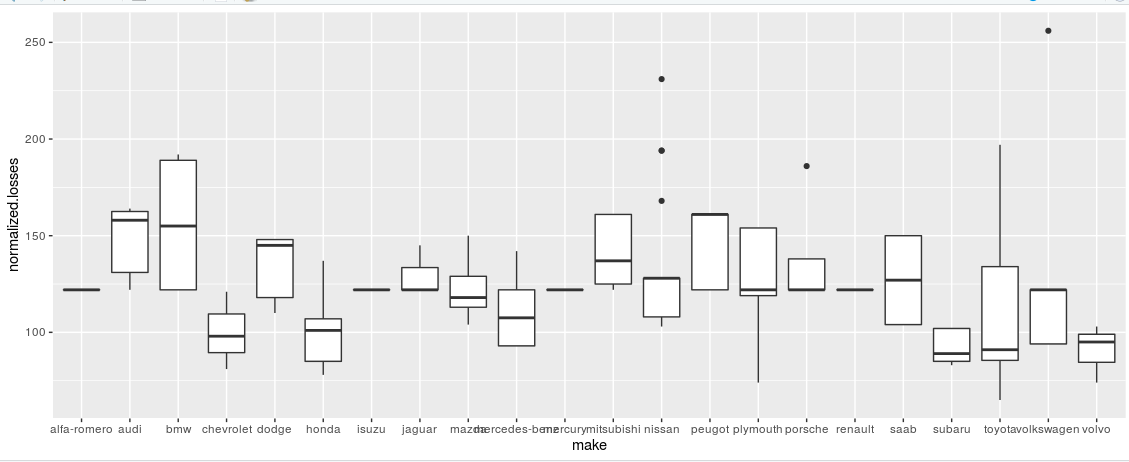 250
200
150
100
normalized.losses
alfa-romero audi bmw chevrolet dodge honda isuzu jaguar mazda mercedes-benz mercury mitsubishi nissan peugot plymouth porsche renault saab subaru toyota volkswagen volvo
make